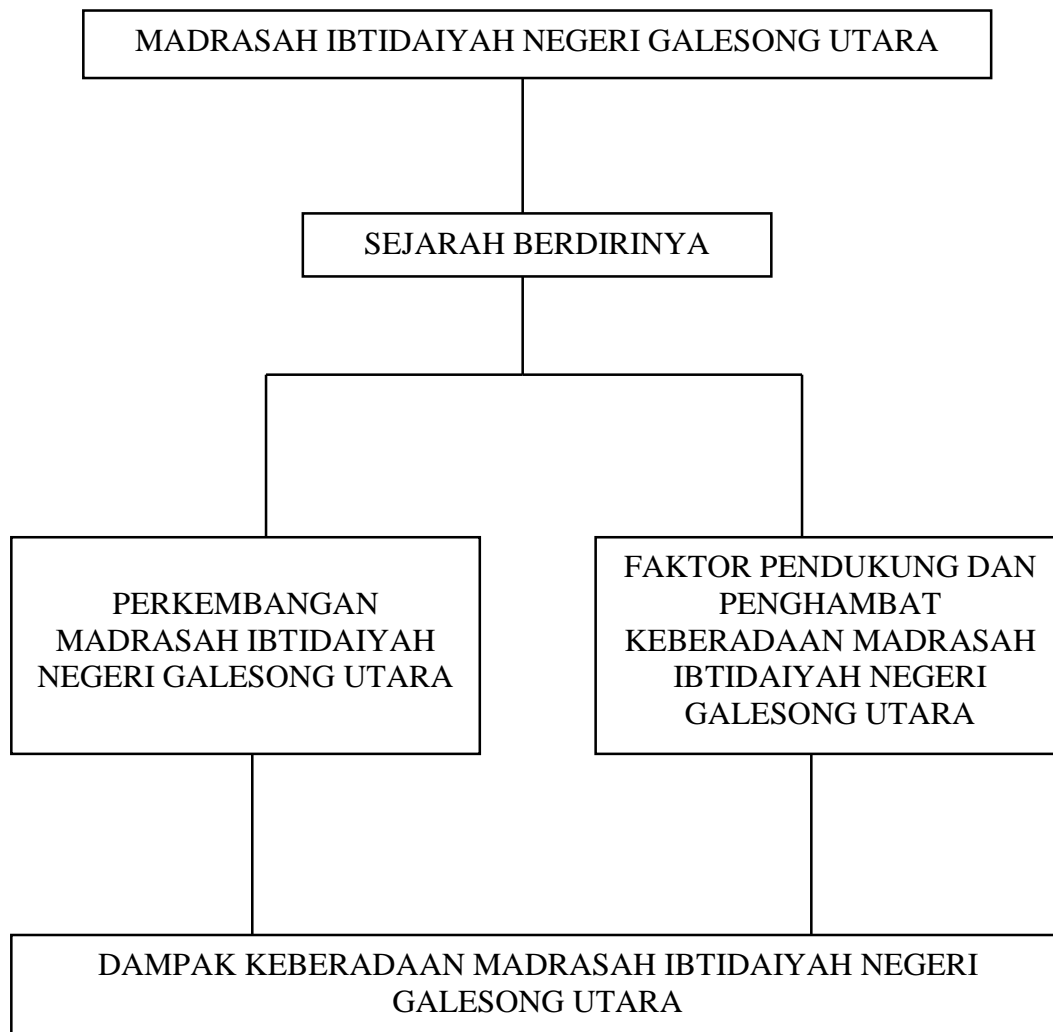 MADRASAH IBTIDAIYAH NEGERI GALESONG UTARA
SEJARAH BERDIRINYA
PERKEMBANGAN
MADRASAH IBTIDAIYAH
NEGERI GALESONG UTARA
FAKTOR PENDUKUNG DAN
PENGHAMBAT
KEBERADAAN MADRASAH
IBTIDAIYAH NEGERI
GALESONG UTARA
DAMPAK KEBERADAAN MADRASAH IBTIDAIYAH NEGERI
GALESONG UTARA